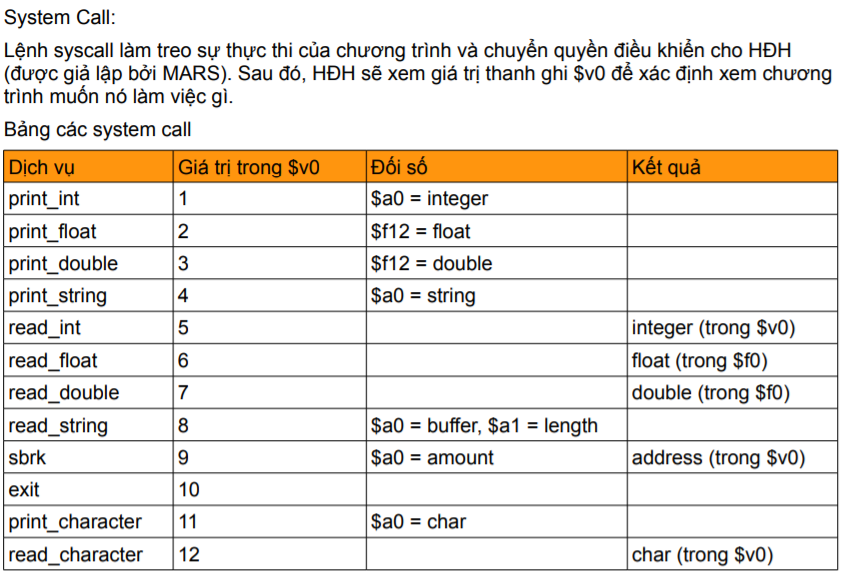 System Call:
Lệnh syscall làm treo sự thực thi của chương trình và chuyển quyền điều khiển cho HĐH
(được giả lập bởi MARS). Sau đó, HĐH sẽ xem giá trị thanh ghi $v0 để xác định xem chương
trình muốn nó làm việc gì.
Bảng các system call
Dịch vụ Giá trị trong $v0 Đối số Kết quả
print_int 1 $a0 = integer
print_float 2 $f12 = float
print_double 3 $f12 = double
print_string 4 $a0 = string
read_int 5 integer (trong $v0)
read_float 6 float (trong $f0)
read_double 7 double (trong $f0)
read_string 8 $a0 = buffer, $a1 = length
sbrk 9 $a0 = amount address (trong $v0)
exit 10
print_character 11 $a0 = char
read_character 12 char (trong $v0)